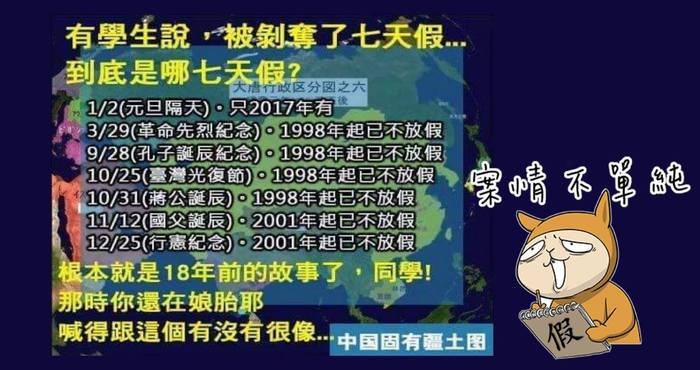 有學生說，被剝奪了七天假...
到底是哪七天假?
大唐行政区分図之六
後
1/2(元旦隔天)。只2017年有
3/29(革命先烈紀念)。1998年起已不放假
9/28(孔子誕辰紀念)。1998年起已不放假
10/25(臺灣光復節)。1998年起已不放假
10/31(蔣公誕辰)。1998年起已不放假
11/12(國父誕辰)。2001年起已不放假
12/25(行憲紀念)。2001年起已不放假
根本就是18年前的故事了，同學!
那時你還在娘胎耶
喊得跟這個有沒有很像...
中国固有疆土图
案情不單純
假